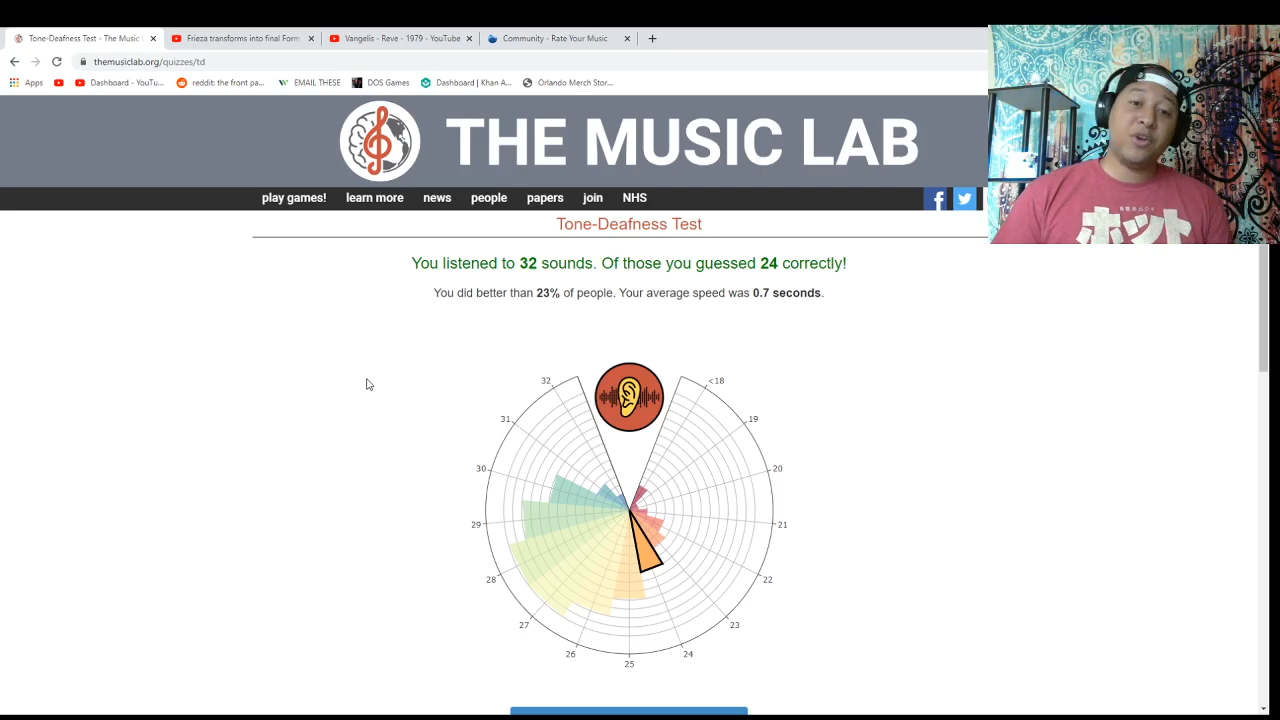 Tone-Deafness Test - The Music L
Frieza transforms into final Form
Vangelis - Reve - 1979 - YouTube
Community - Rate Your Music
themusiclab.org/quizzes/td
Apps
Dashboard - YouTu...
reddit: the front pa...
EMAIL THESE
DOS Games
Dashboard | Khan A...
Orlando Merch Stor...
THE MUSIC LAB
play games! learn more news people papers join NHS
Tone-Deafness Test
You listened to 32 sounds. Of those you guessed 24 correctly!
You did better than 23% of people. Your average speed was 0.7 seconds.
32
<18
31
19
30
20
29
21
28
22
27
23
26
24
25
ホット